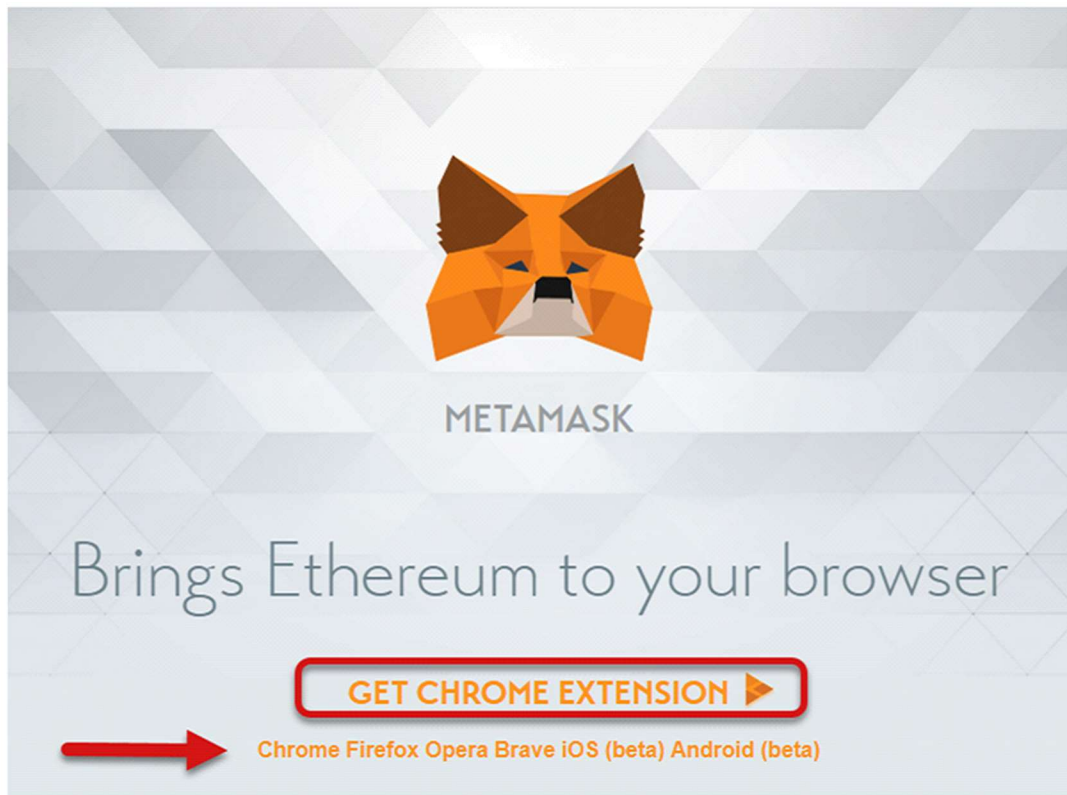 METAMASK
Brings Ethereum to your browser
GET CHROME EXTENSION
Chrome Firefox Opera Brave iOS (beta) Android (beta)